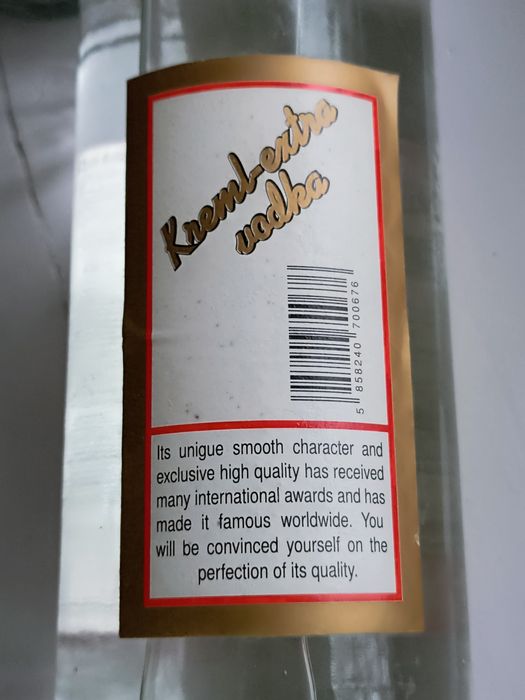 Kreml-extra
vodka
5 858240 700676
Its unigue smooth character and
exclusive high quality has received
many international awards and has
made it famous worldwide. You
will be convinced yourself on the
perfection of its quality.